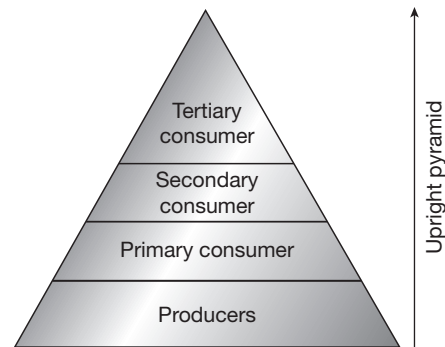 Tertiary
consumer
Secondary
consumer
Primary consumer
Producers
Upright pyramid